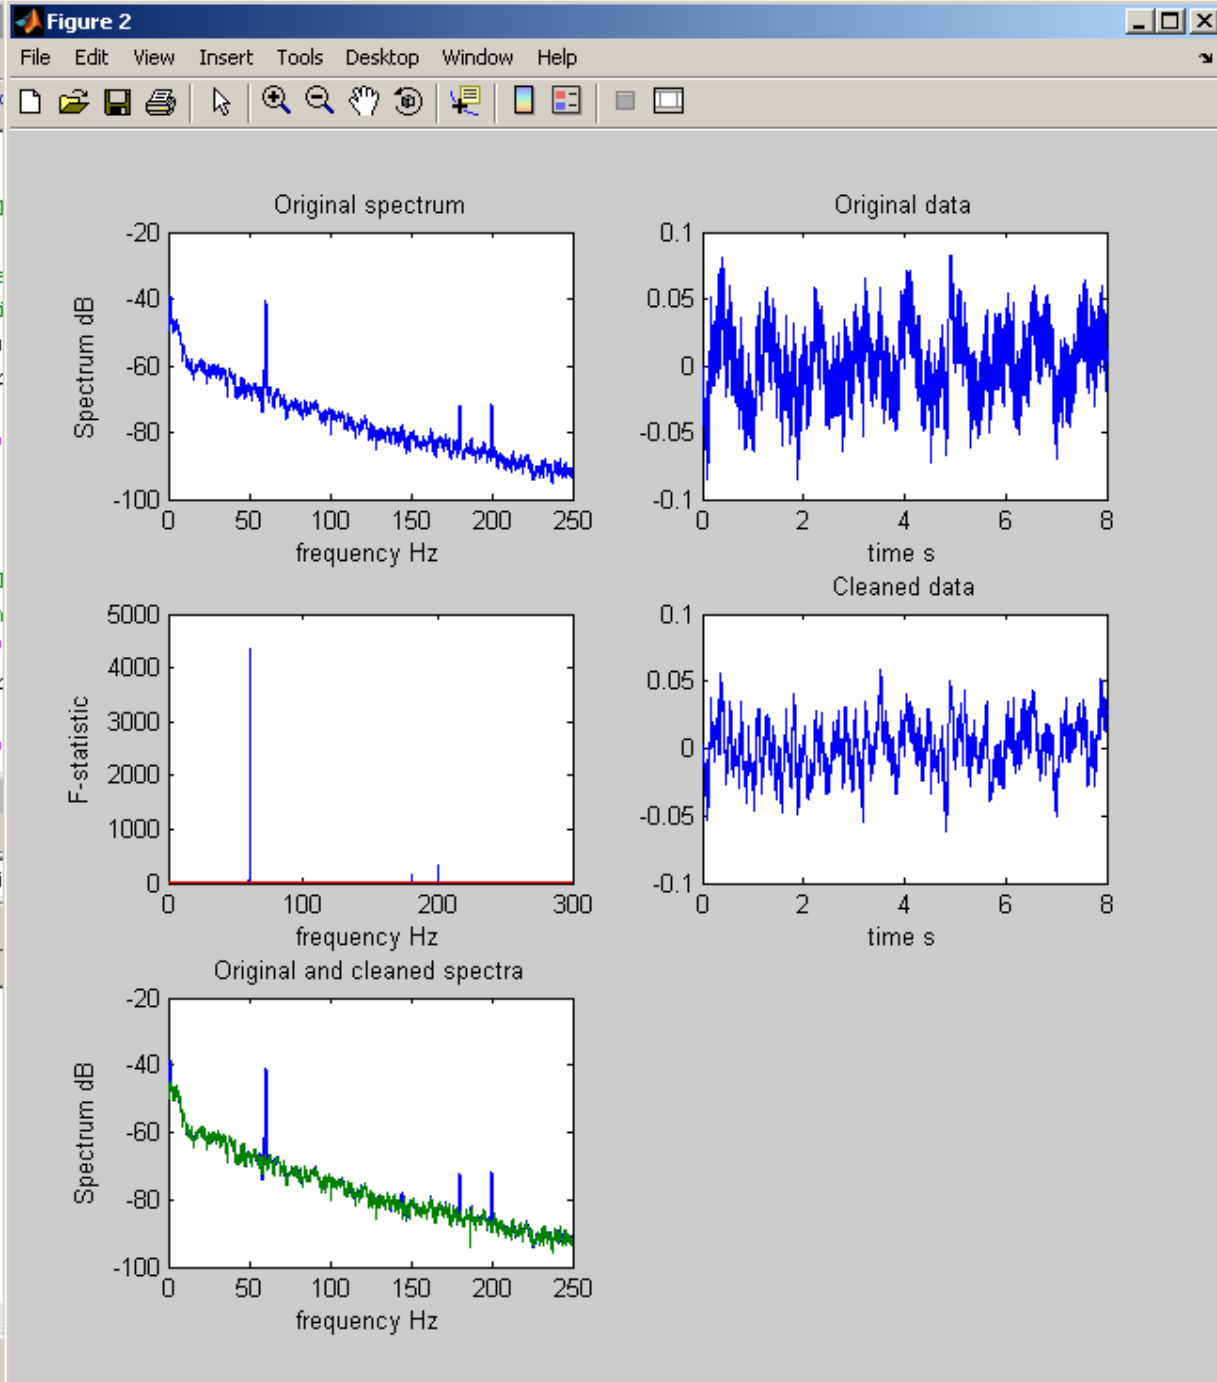 Figure 2
File Edit View Insert Tools Desktop Window Help
Original spectrum
-20
-40
-60
-80
-100
Spectrum dB
0 50 100 150 200 250
frequency Hz
Original data
0.1
0.05
0
-0.05
-0.1
0 2 4 6 8
time s
5000
4000
3000
2000
1000
0
F-statistic
0 100 200 300
frequency Hz
Cleaned data
0.1
0.05
0
-0.05
-0.1
0 2 4 6 8
time s
Original and cleaned spectra
-20
-40
-60
-80
-100
Spectrum dB
0 50 100 150 200 250
frequency Hz